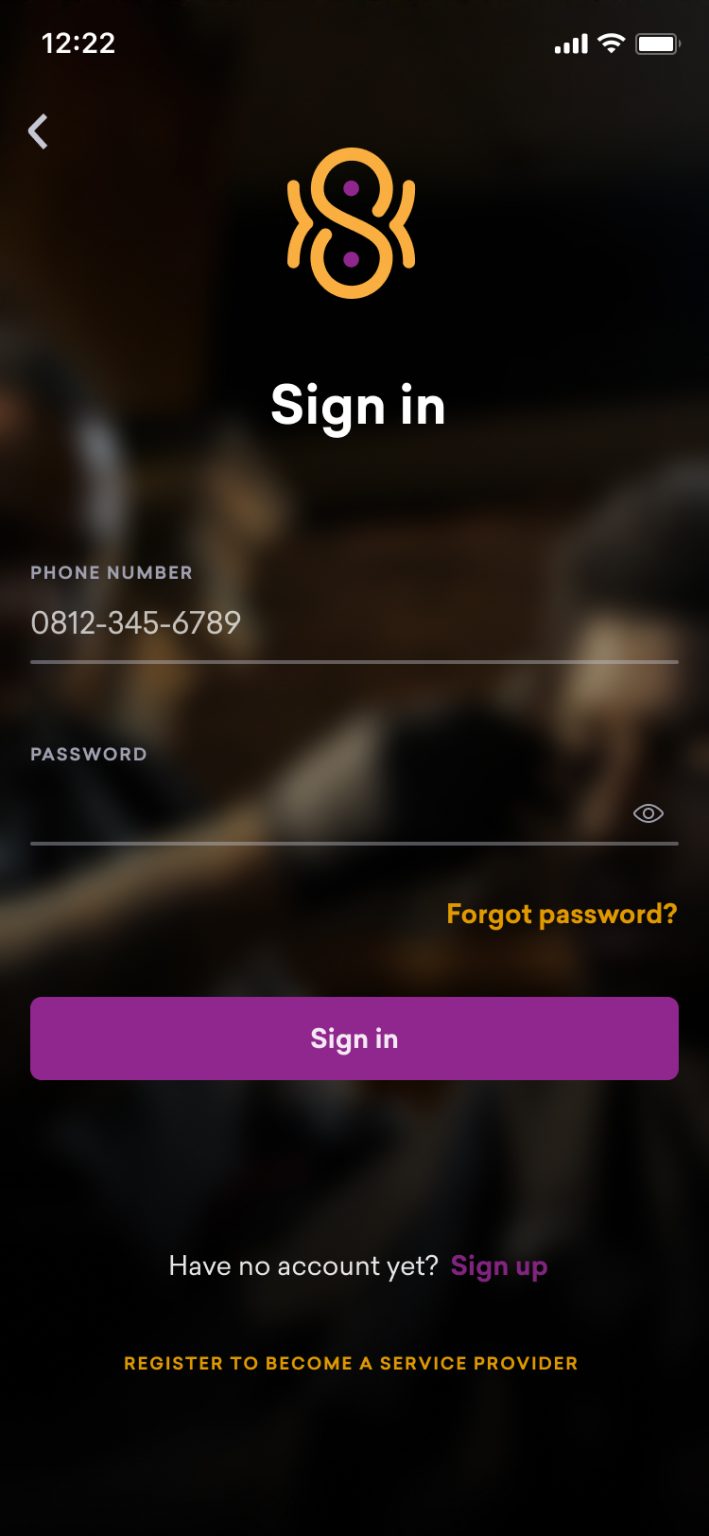 12:22
Sign in
PHONE NUMBER
0812-345-6789
PASSWORD
Forgot password?
Sign in
Have no account yet? Sign up
REGISTER TO BECOME A SERVICE PROVIDER